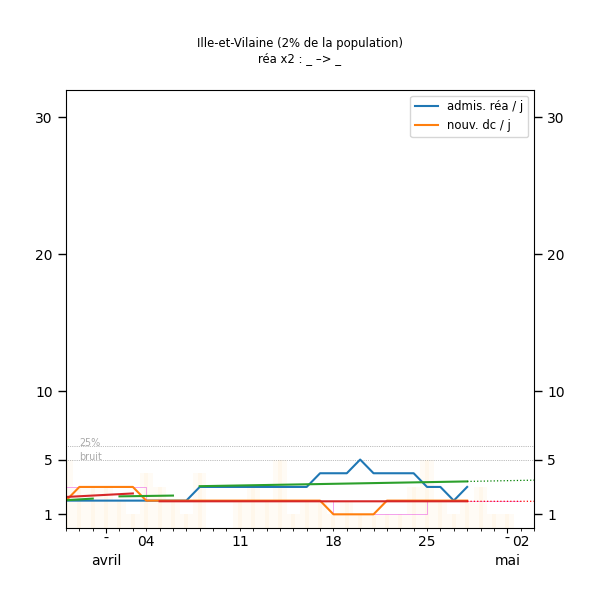 Ille-et-Vilaine (2% de la population)
réa x2 : _ –> _
admis. réa / j
nouv. dc / j
30 30
20 20
10 10
25%
5 bruit 5
1 1
- 04 11 18 25 - 02
avril mai